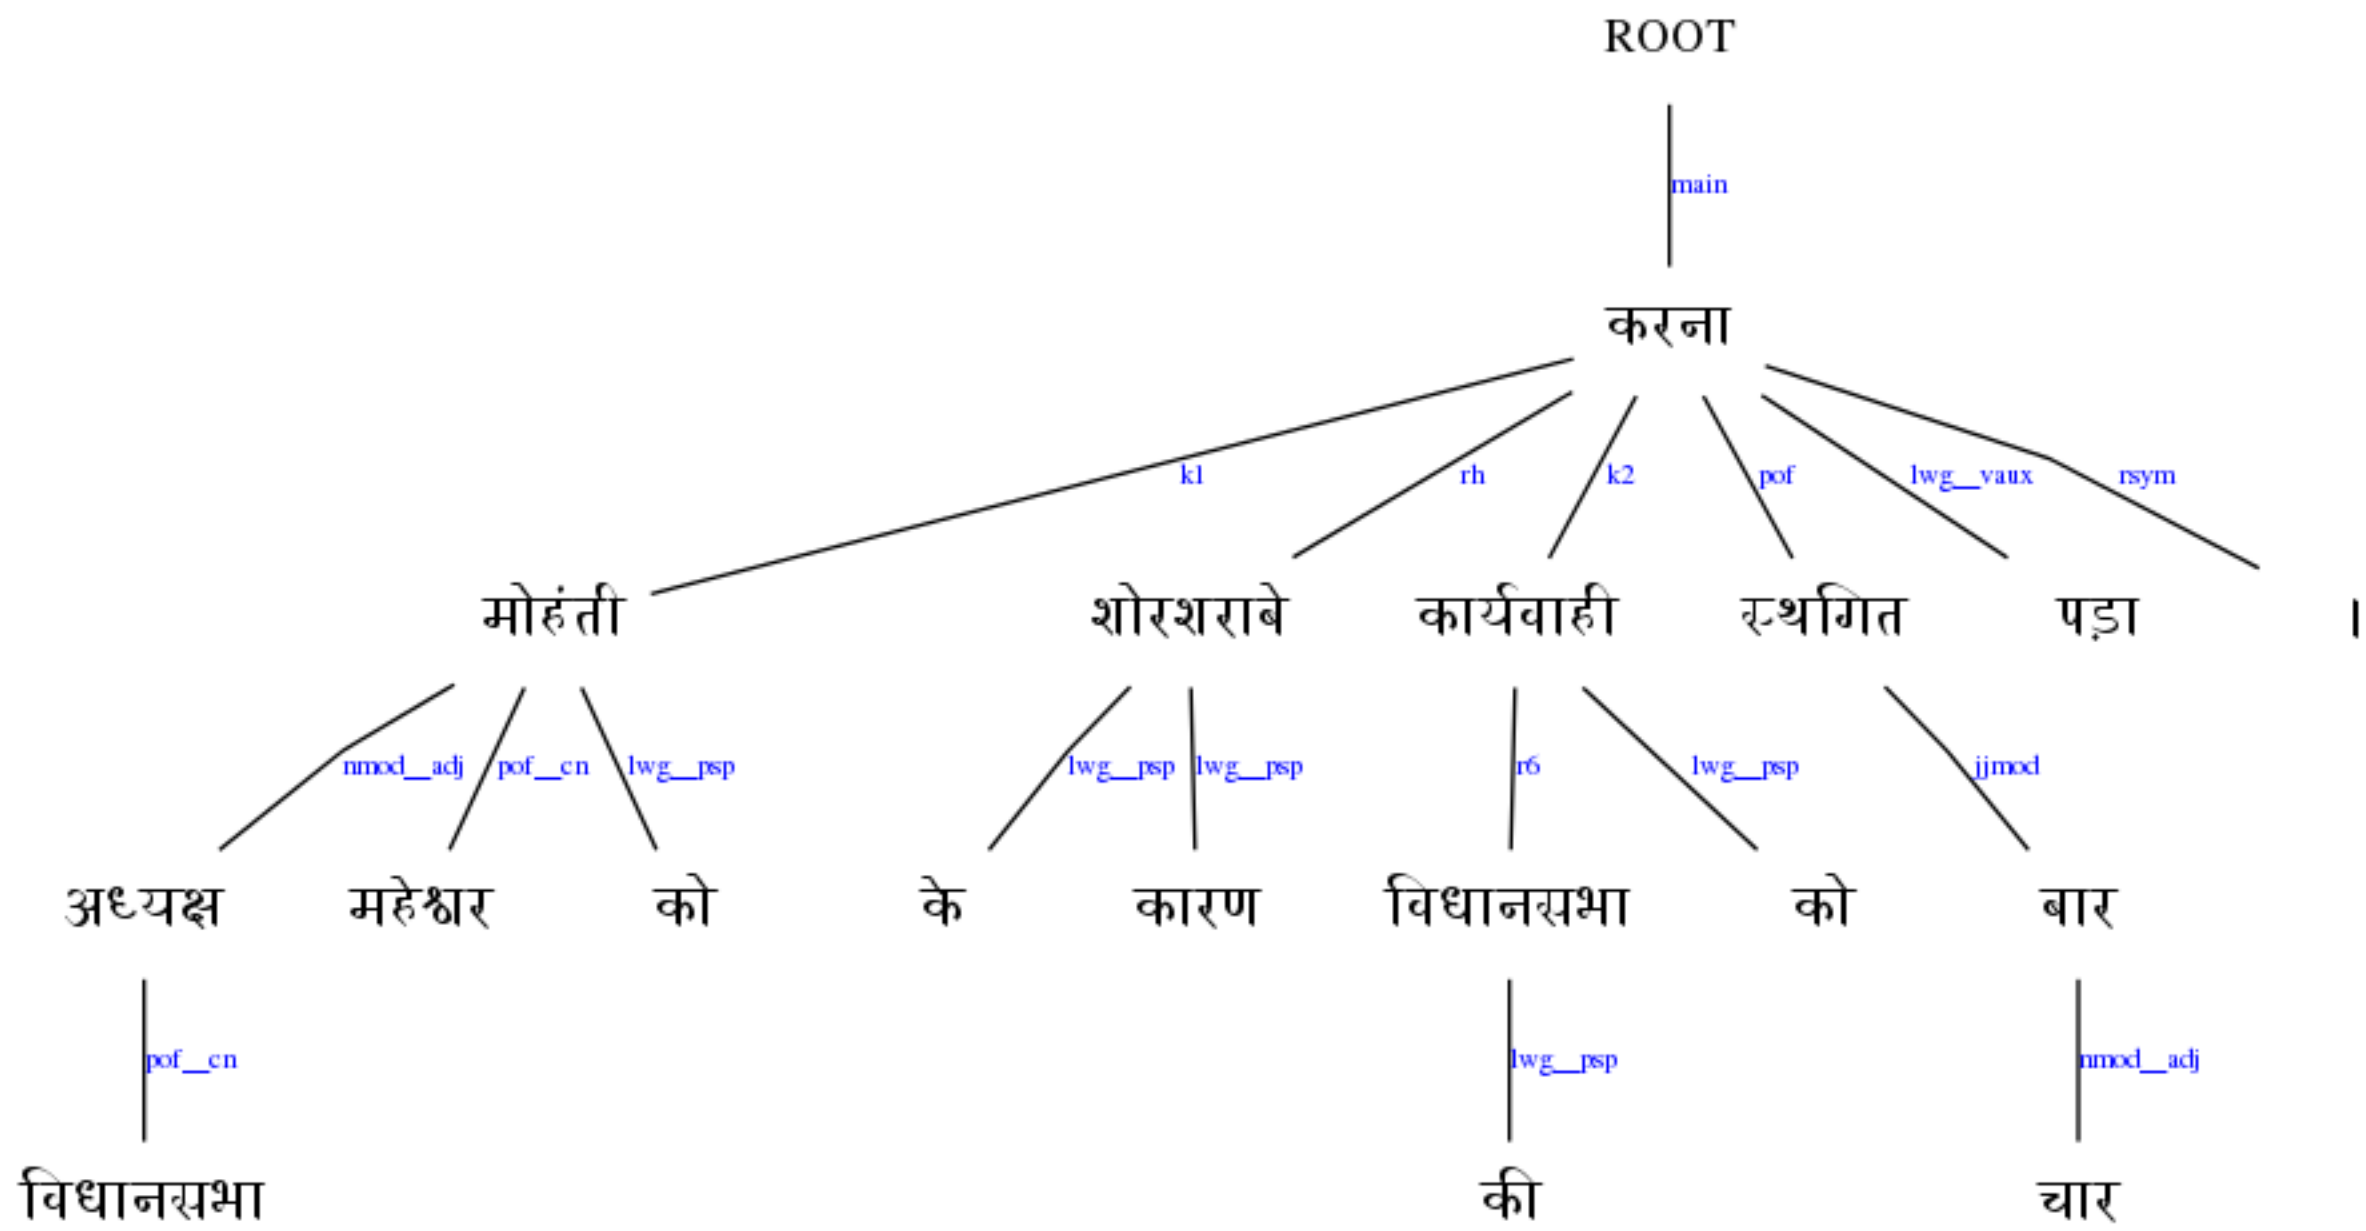 ROOT
main
करना
k1 rh k2 pof lwg__vaux rsym
मोहंती शोरशराबे कार्यवाही स्थगित पड़ा ।
nmod__adj pof__cn lwg__psp lwg__psp lwg__psp r6 lwg__psp jjmod
अध्यक्ष महेश्वर को के कारण विधानसभा को बार
pof__cn lwg__psp nmod__adj
विधानसभा की चार